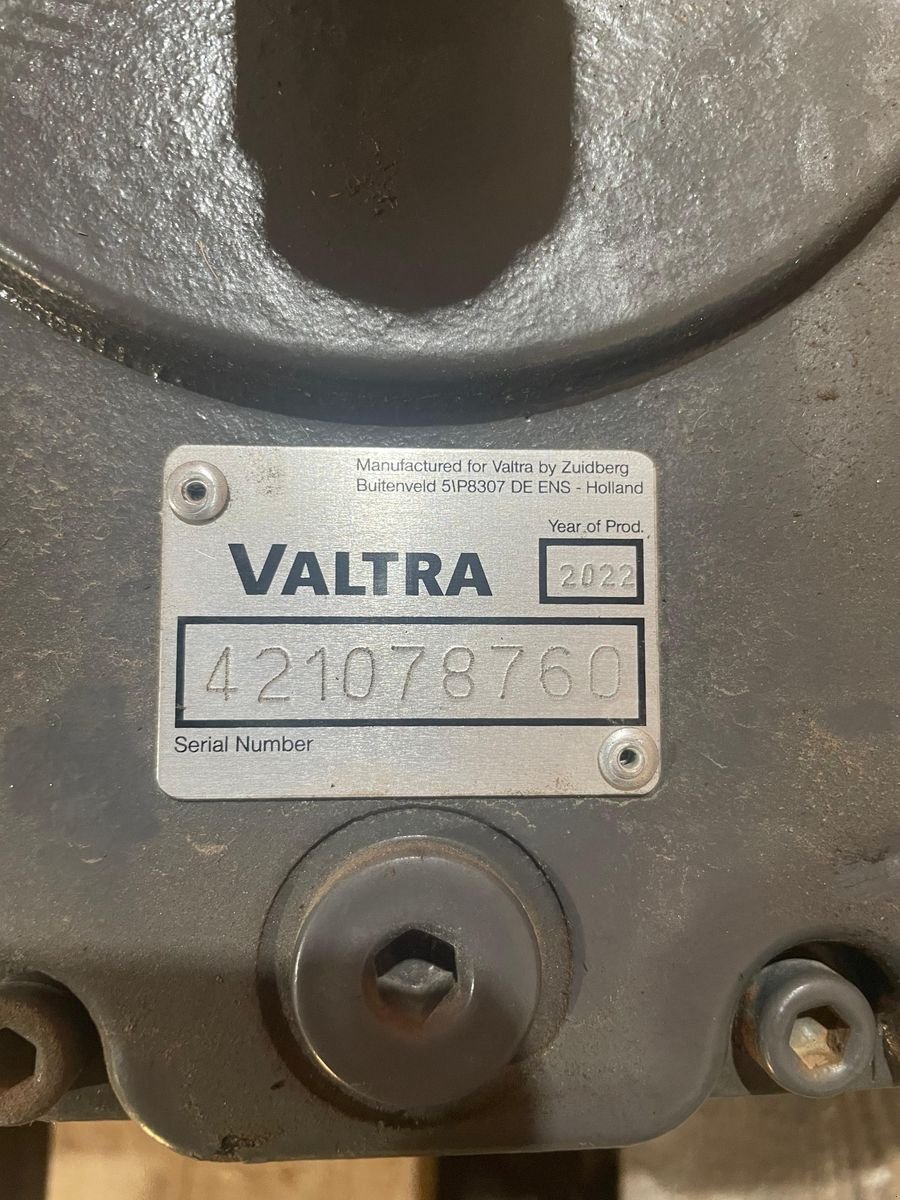 Manufactured for Valtra by Zuidberg
Buitenveld 5\P8307 DE ENS - Holland
Year of Prod.
VALTRA
2022
421078760
Serial Number